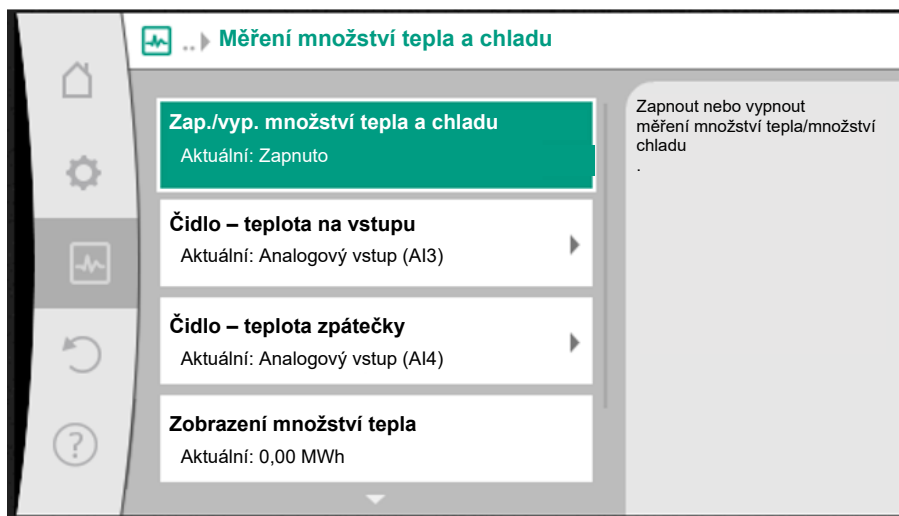 .. Měření množství tepla a chladu
Zap./vyp. množství tepla a chladu
Aktuální: Zapnuto
Čidlo – teplota na vstupu
Aktuální: Analogový vstup (AI3)
Čidlo – teplota zpátečky
Aktuální: Analogový vstup (AI4)
Zobrazení množství tepla
Aktuální: 0,00 MWh
Zapnout nebo vypnout
měření množství tepla/množství
chladu
.
?